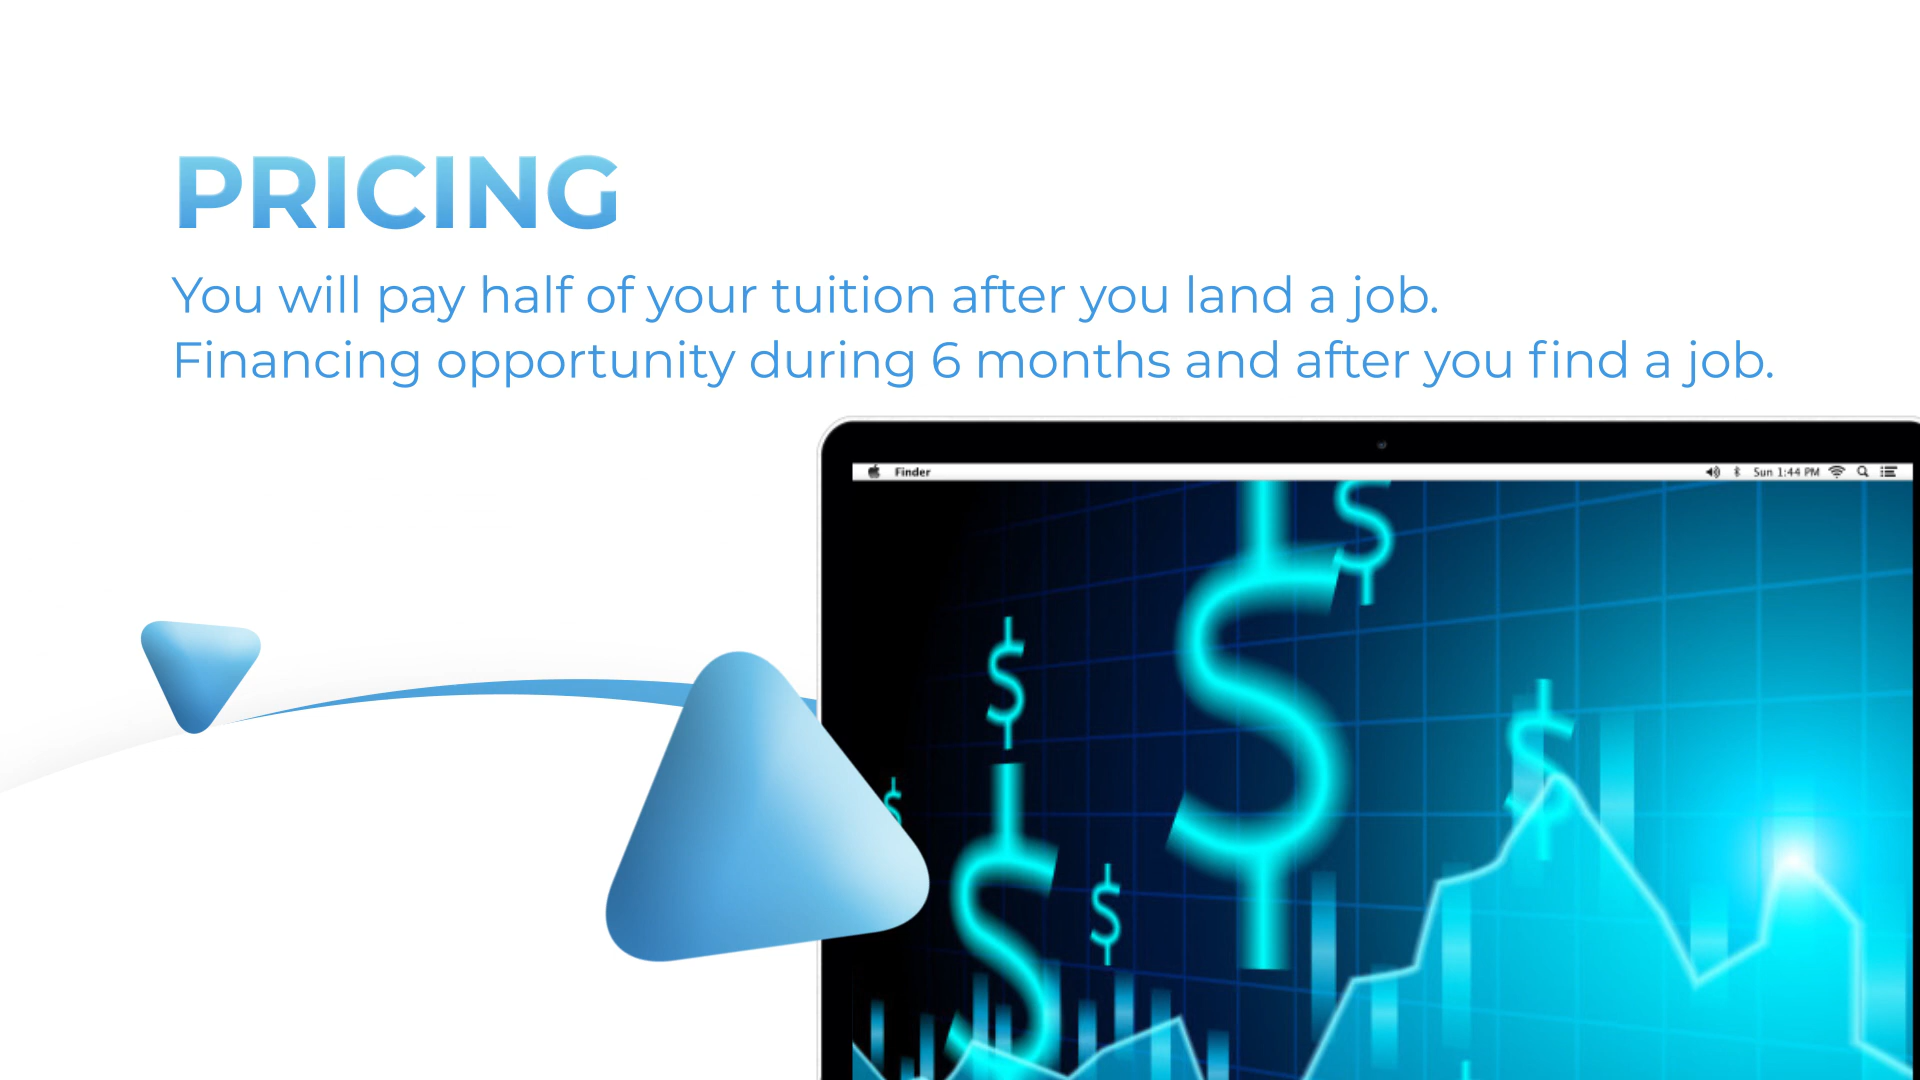 PRICING
You will pay half of your tuition after you land a job.
Financing opportunity during 6 months and after you find a job.
Finder
Sun 1:44 PM
$
$
$
$
$
$
$